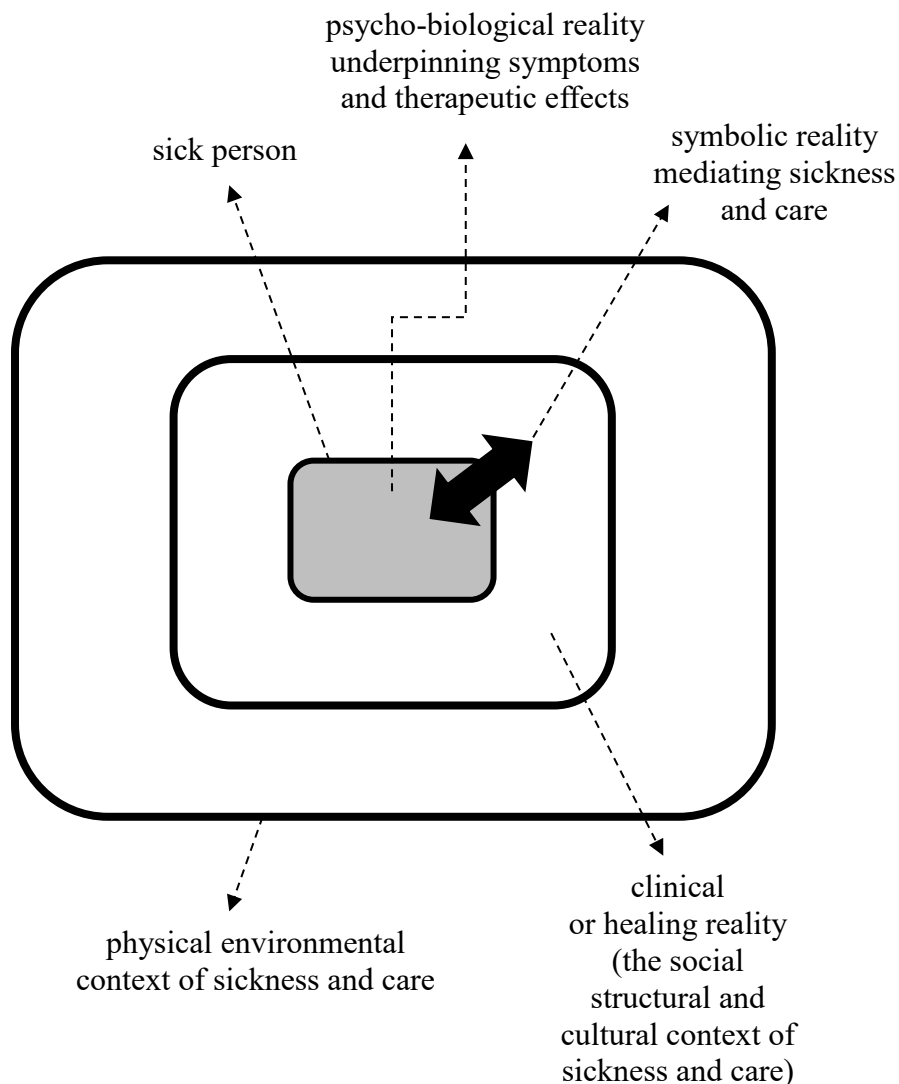 psycho-biological reality
underpinning symptoms
and therapeutic effects
sick person
symbolic reality
mediating sickness
and care
physical environmental
context of sickness and care
clinical
or healing reality
(the social
structural and
cultural context of
sickness and care)